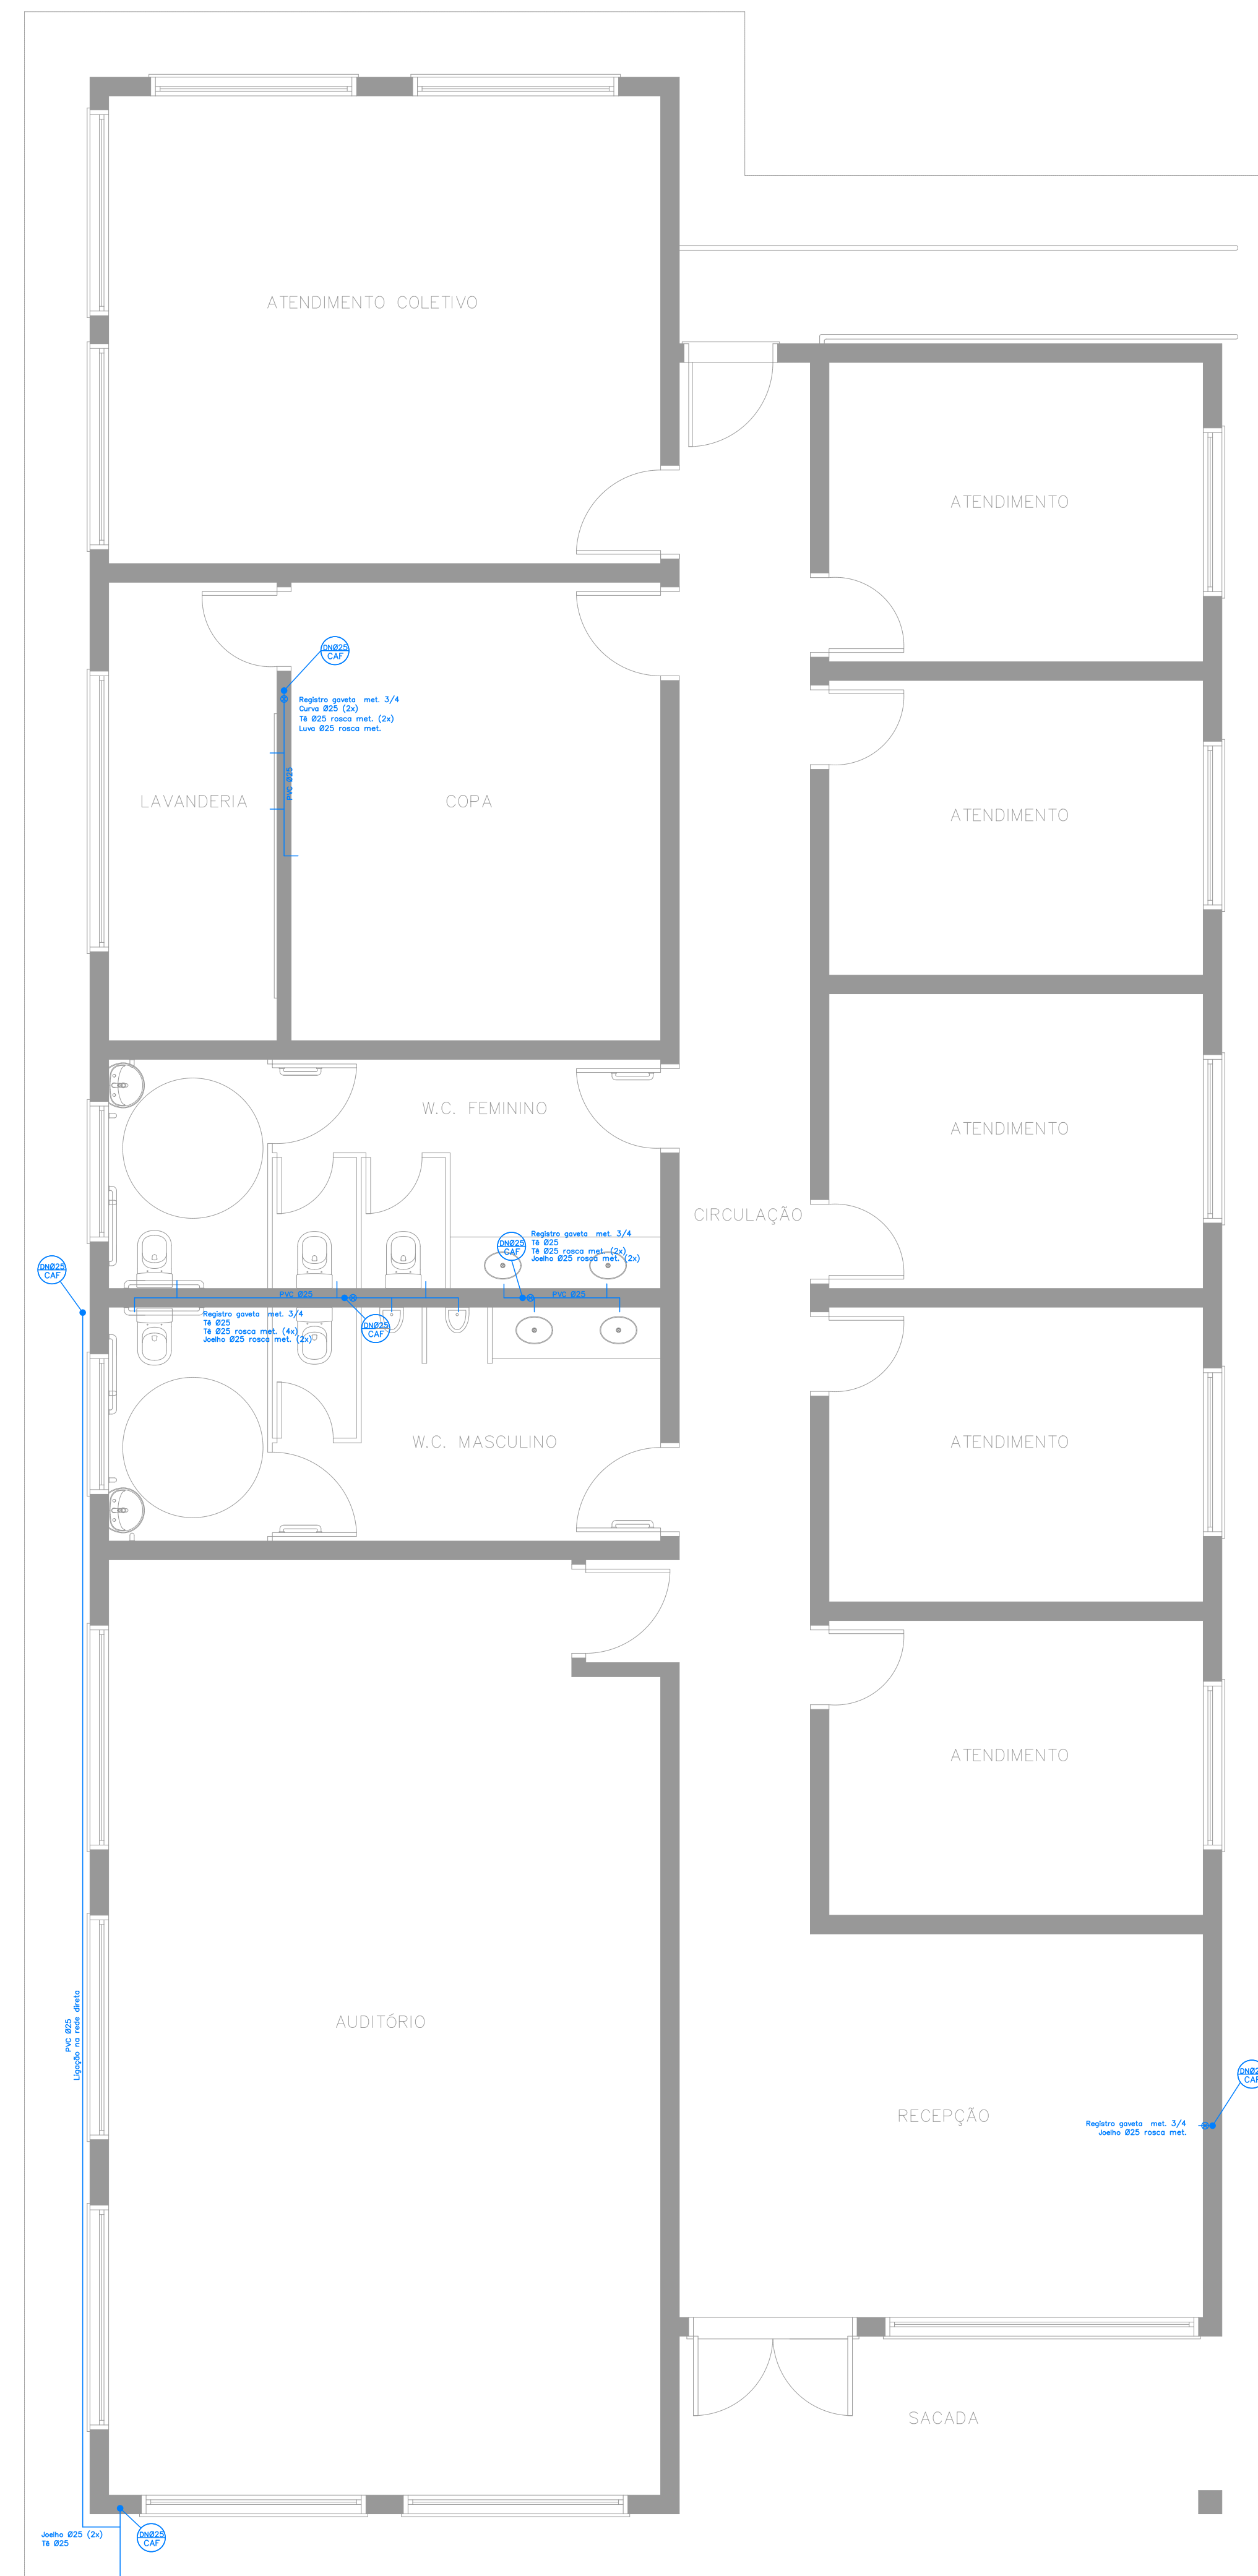 ATENDIMENTO COLETIVO
ATENDIMENTO
DNØ25
CAF
Registro gaveta met. 3/4
Curva Ø25 (2x)
Tê Ø25 rosca met. (2x)
Luva Ø25 rosca met.
PVC Ø25
LAVANDERIA
COPA
ATENDIMENTO
W.C. FEMININO
ATENDIMENTO
CIRCULAÇÃO
DNØ25
CAF
Registro gaveta met. 3/4
Tê Ø25
Tê Ø25 rosca met. (2x)
Joelho Ø25 rosca met. (2x)
DNØ25
CAF
PVC Ø25
PVC Ø25
Registro gaveta met. 3/4
Tê Ø25
Tê Ø25 rosca met. (4x)
Joelho Ø25 rosca met. (2x)
DNØ25
CAF
W.C. MASCULINO
ATENDIMENTO
ATENDIMENTO
PVC Ø25
Ligação na rede direta
AUDITÓRIO
RECEPÇÃO
CAF
Registro gaveta met. 3/4
Joelho Ø25 rosca met.
SACADA
Joelho Ø25 (2x)
Tê Ø25
DNØ25
CAF